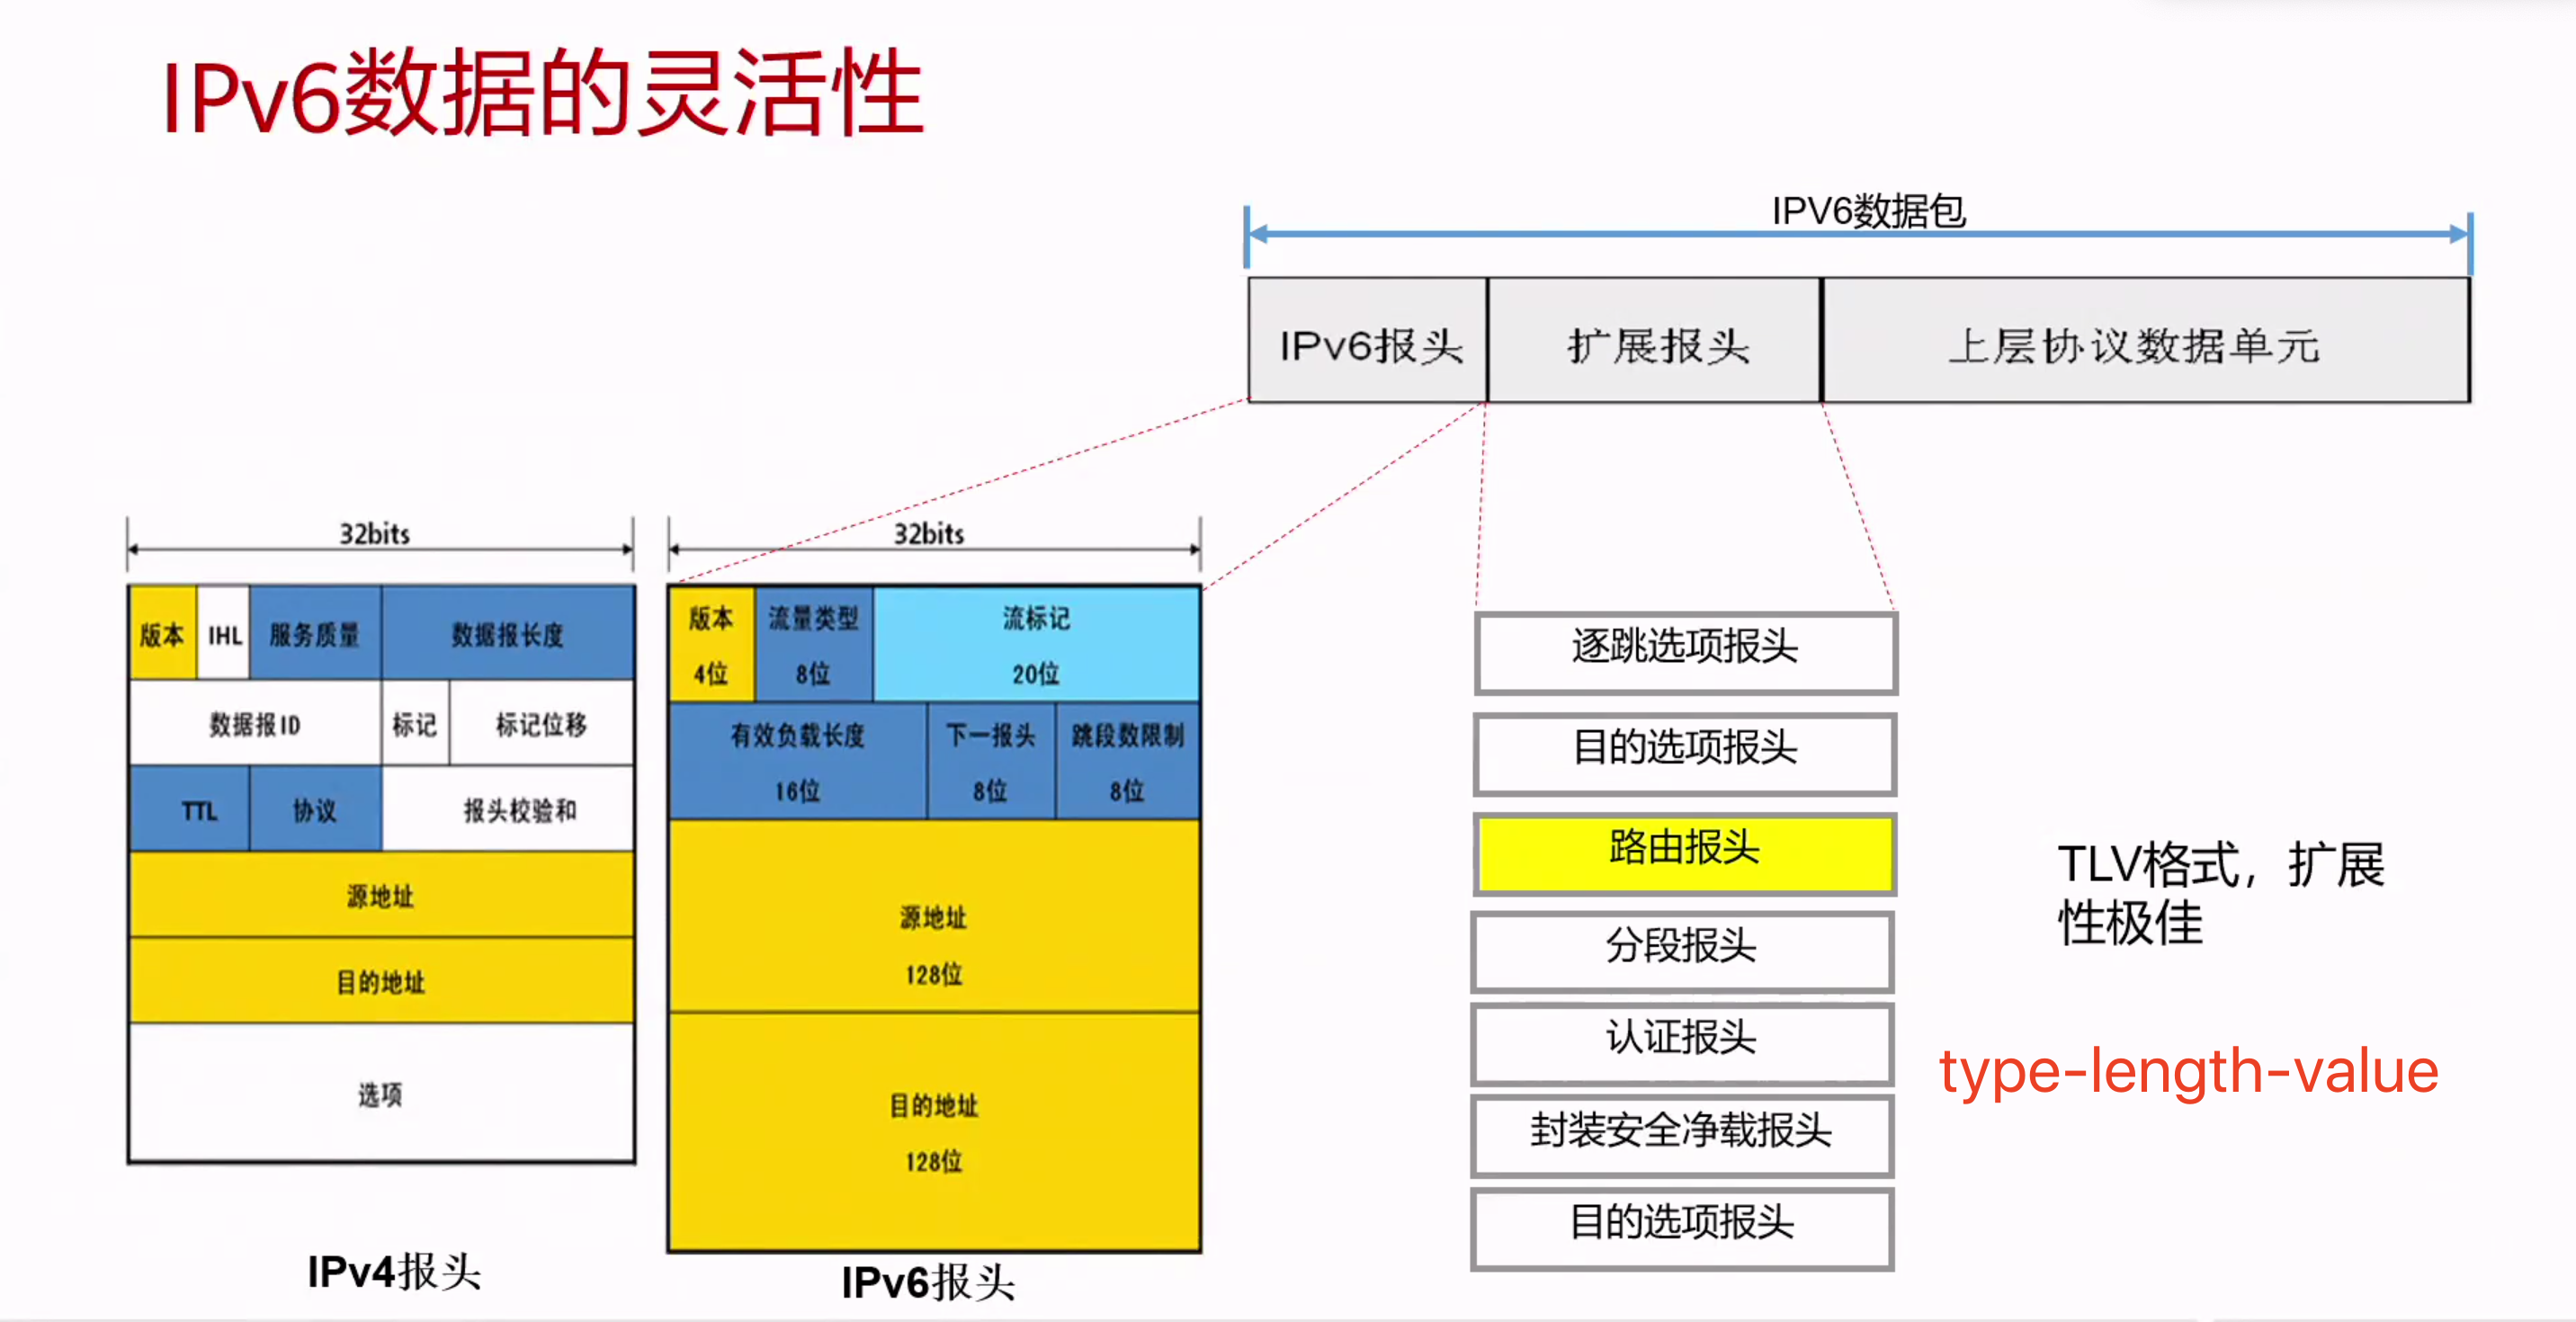 IPv6数据的灵活性
IPV6数据包
IPv6报头
扩展报头
上层协议数据单元
32bits
版本
IHL
服务质量
数据报长度
数据报ID
标记
标记位移
TTL
协议
报头校验和
源地址
目的地址
选项
IPv4报头
32bits
版本
4位
流量类型
8位
流标记
20位
有效负载长度
16位
下一报头
8位
跳段数限制
8位
源地址
128位
目的地址
128位
IPv6报头
逐跳选项报头
目的选项报头
路由报头
分段报头
认证报头
封装安全净载报头
目的选项报头
TLV格式，扩展
性极佳
type-length-value